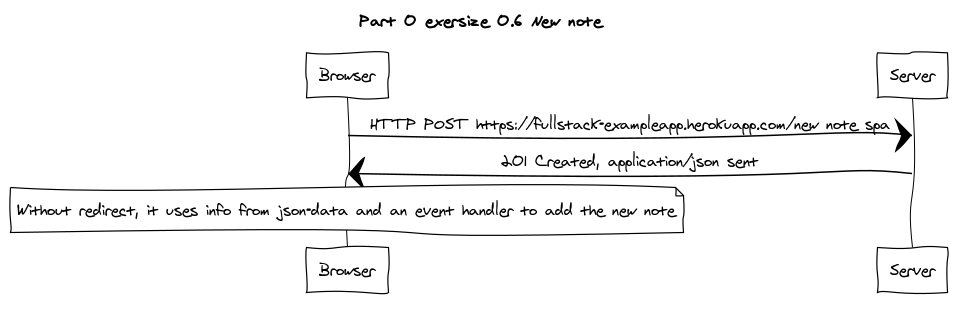 Part 0 exersize 0.6 New note
Browser
Server
HTTP POST https://fullstack-exampleapp.herokuapp.com/new note spa
201 Created, application/json sent
Without redirect, it uses info from json-data and an event handler to add the new note
Browser
Server